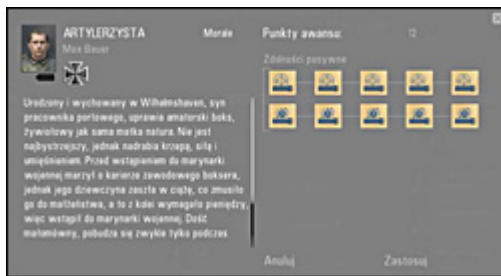 ARTYLERZYSTA Morale
Max Bauer
Punkty awansu: 12
Zdolności pasywne
Urodzony i wychowany w Wilhelmshaven, syn
pracownika portowego, uprawia amatorski boks,
żywiołowy jak sama matka natura. Nie jest
najbystrzejszy, jednak nadrabia krzepą, siłą i
umięśnieniem. Przed wstąpieniem do marynarki
wojennej marzył o karierze zawodowego boksera,
jednak jego dziewczyna zaszła w ciążę, co zmusiło
go do małżeństwa, a to z kolei wymagało pieniędzy,
więc wstąpił do marynarki wojennej. Dość
małomówny, pobudza się zwykle tylko podczas
Anuluj Zastosuj